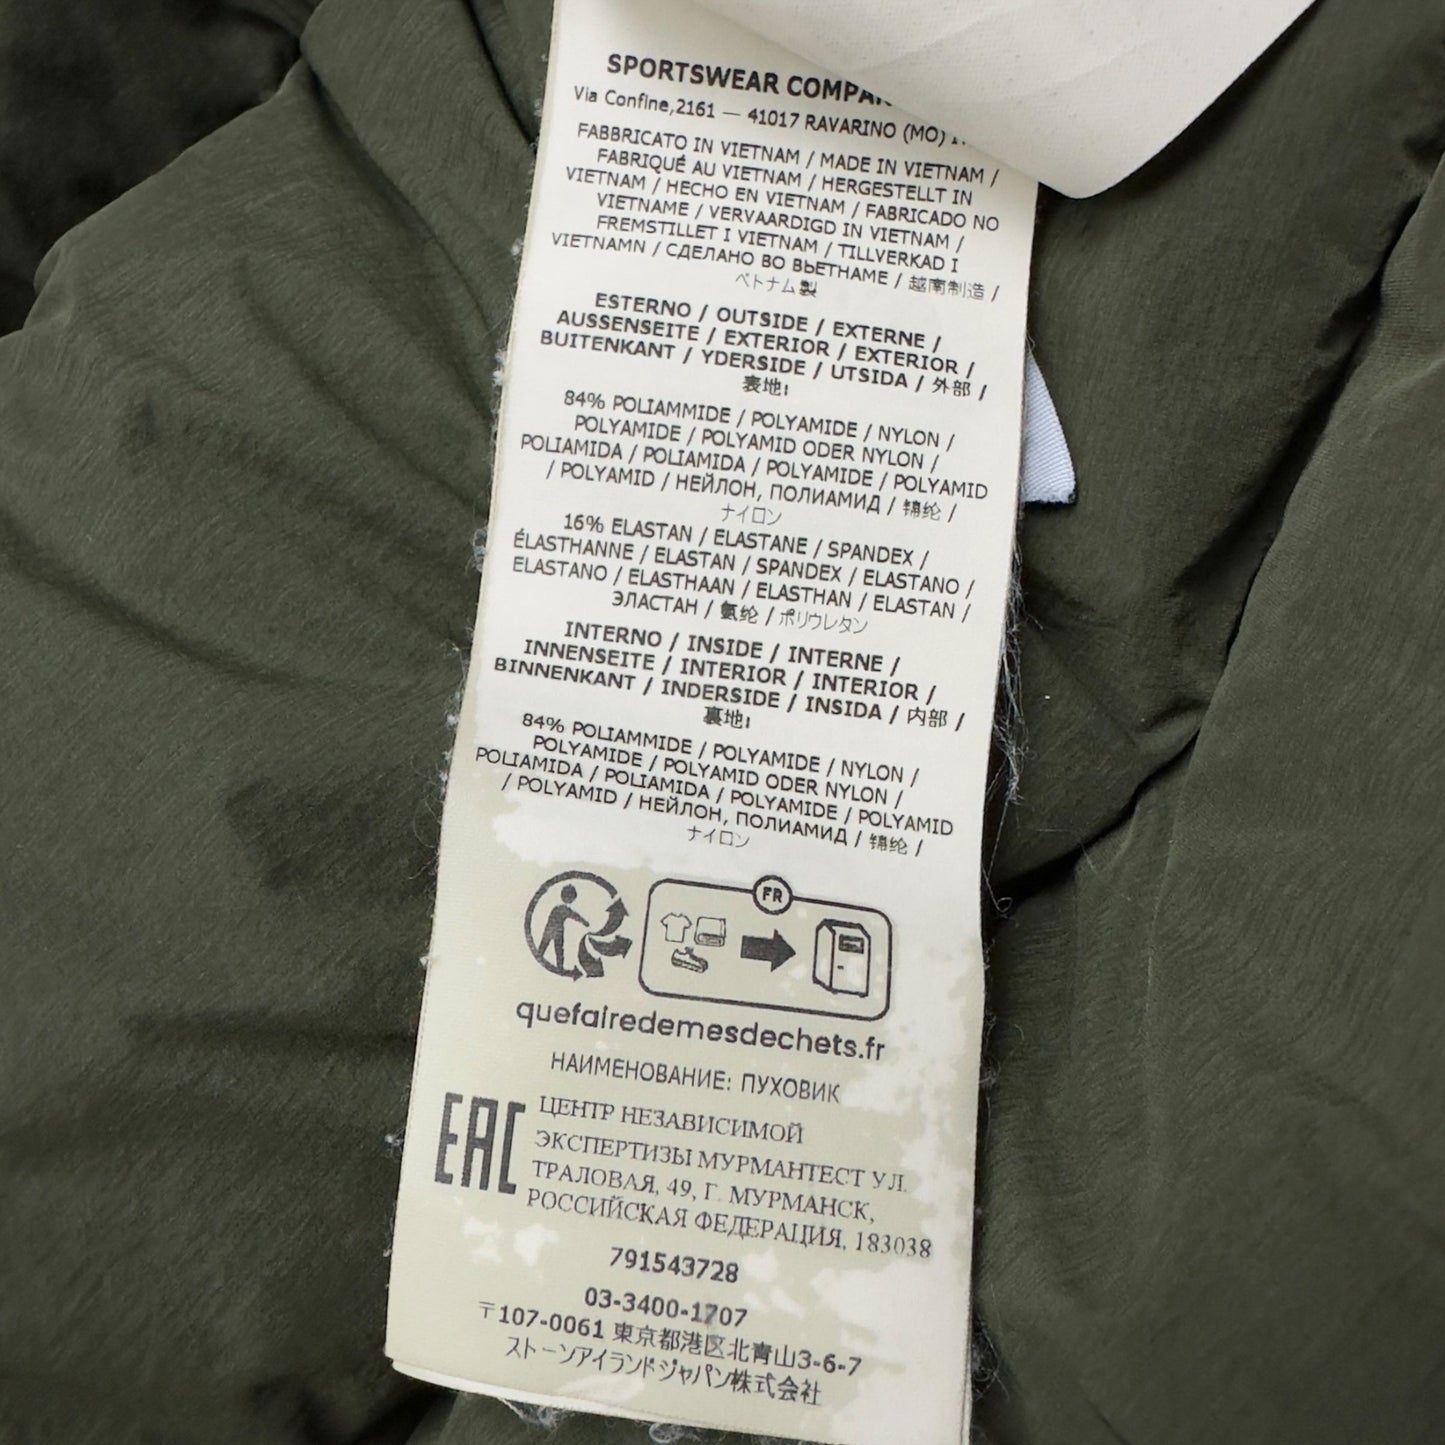 SPORTSWEAR
Via Confine,2161 — 41017 RAVARINO (MO)
FABBRICATO IN VIETNAM / MADE IN VIETNAM /
FABRIQUÉ AU VIETNAM / HERGESTELLT IN
VIETNAM / HECHO EN VIETNAM / FABRICADO NO
VIETNAME / VERVAARDIGD IN VIETNAM /
FREMSTILLET I VIETNAM / TILLVERKAD I
VIETNAMN / СДЕЛАНО ВО ВЬЕТНАМЕ / 越南制造 /
ベトナム製
ESTERNO / OUTSIDE / EXTERNE /
AUSSENSEITE / EXTERIOR / EXTERIOR /
BUITENKANT / YDERSIDE / UTSIDA / 外部 /
表地:
84% POLIAMMIDE / POLYAMIDE / NYLON /
POLYAMIDE / POLYAMID ODER NYLON /
POLIAMIDA / POLIAMIDA / POLYAMIDE / POLYAMID
/ POLYAMID / НЕЙЛОН, ПОЛИАМИД / 锦纶 /
ナイロン
16% ELASTAN / ELASTANE / SPANDEX /
ÉLASTHANNE / ELASTAN / SPANDEX / ELASTANO /
ELASTANO / ELASTHAAN / ELASTHAN / ELASTAN /
ЭЛАСТАН / 氨纶 / ポリウレタン
INTERNO / INSIDE / INTERNE /
INNENSEITE / INTERIOR / INTERIOR /
BINNENKANT / INDERSIDE / INSIDA / 内部 /
裏地:
84% POLIAMMIDE / POLYAMIDE / NYLON /
POLYAMIDE / POLYAMID ODER NYLON /
POLIAMIDA / POLIAMIDA / POLYAMIDE / POLYAMID
/ POLYAMID / НЕЙЛОН, ПОЛИАМИД / 锦纶 /
ナイロン
FR
quefairedemesdechets.fr
НАИМЕНОВАНИЕ: ПУХОВИК
EAC
ЦЕНТР НЕЗАВИСИМОЙ
ЭКСПЕРТИЗЫ МУРМАНТЕСТ УЛ.
ТРАЛОВАЯ, 49, Г. МУРМАНСК,
РОССИЙСКАЯ ФЕДЕРАЦИЯ, 183038
791543728
03-3400-1707
〒107-0061 東京都港区北青山3-6-7
ストーンアイランドジャパン株式会社